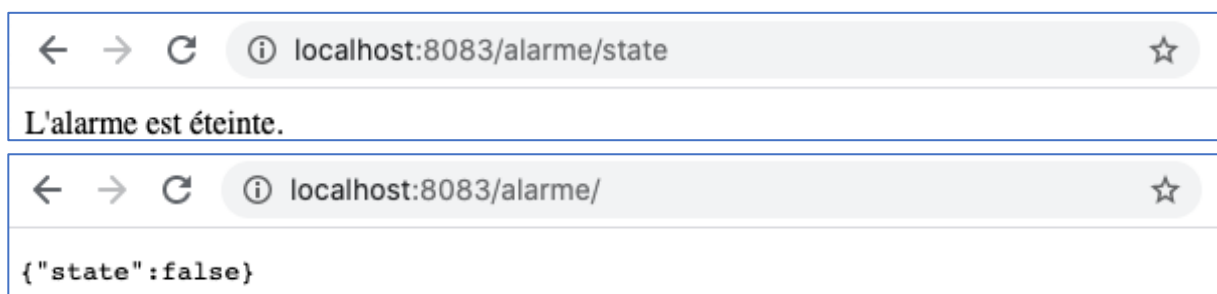 localhost:8083/alarme/state
L'alarme est éteinte.
localhost:8083/alarme/
{"state":false}